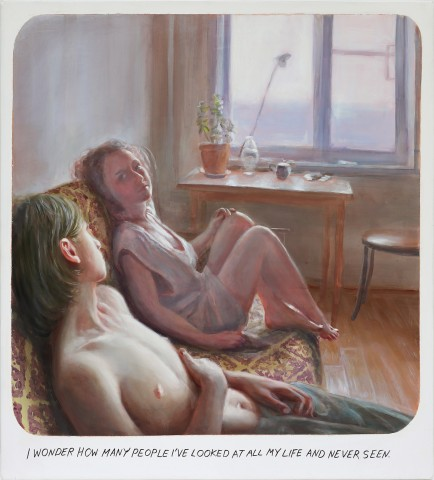 I WONDER HOW MANY PEOPLE I'VE LOOKED AT ALL MY LIFE AND NEVER SEEN.